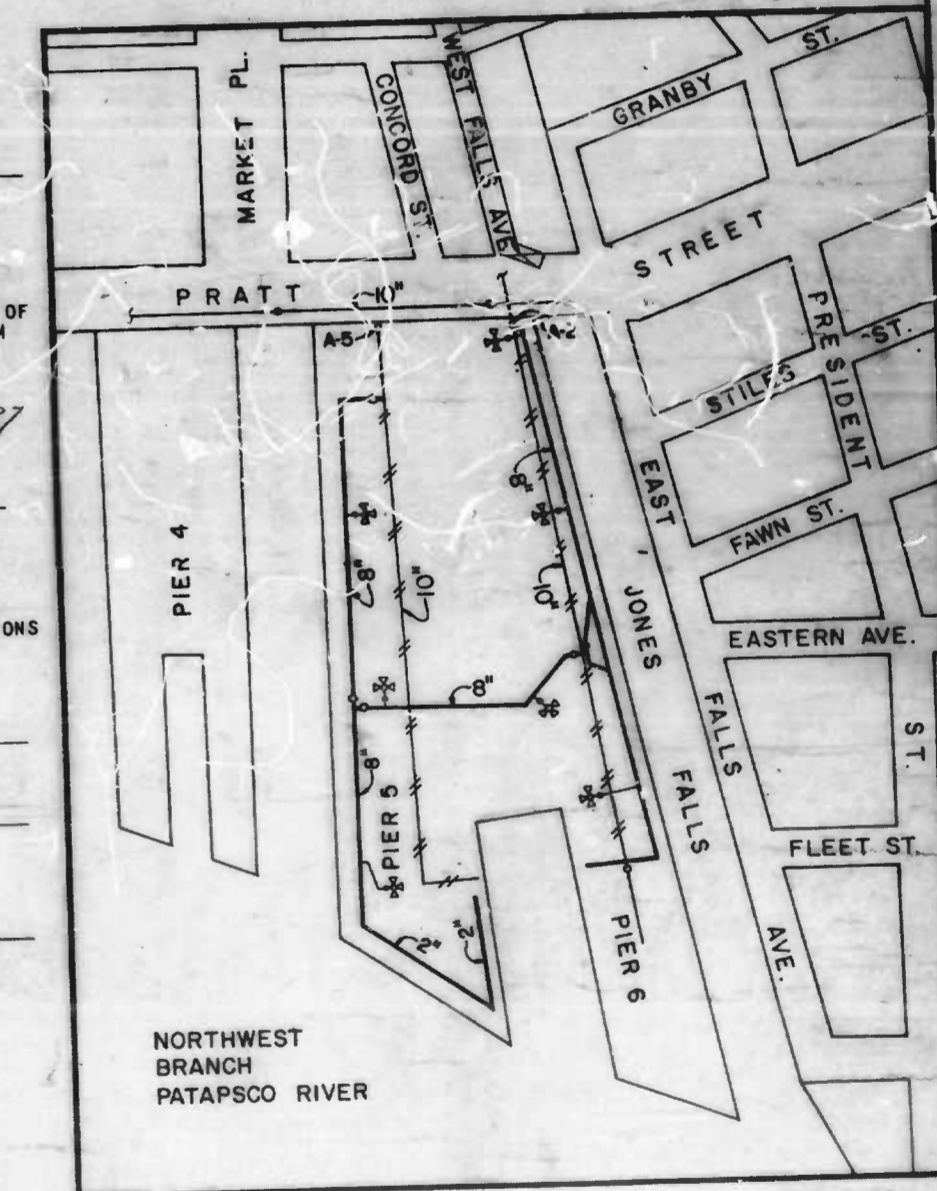 ST.
WEST FALLS AVE.
GRANBY
MARKET PL.
CONCORD ST.
STREET
PRATT
10"
OF
A-5
A-2
PRESIDENT
ST.
STILES
8"
EAST
FAWN ST.
PIER 4
8"
10"
10"
JONES
ONS
EASTERN AVE.
8"
FALLS
ST.
8"
PIER 5
FALLS
FLEET ST.
2"
2"
PIER 6
AVE.
NORTHWEST
BRANCH
PATAPSCO RIVER